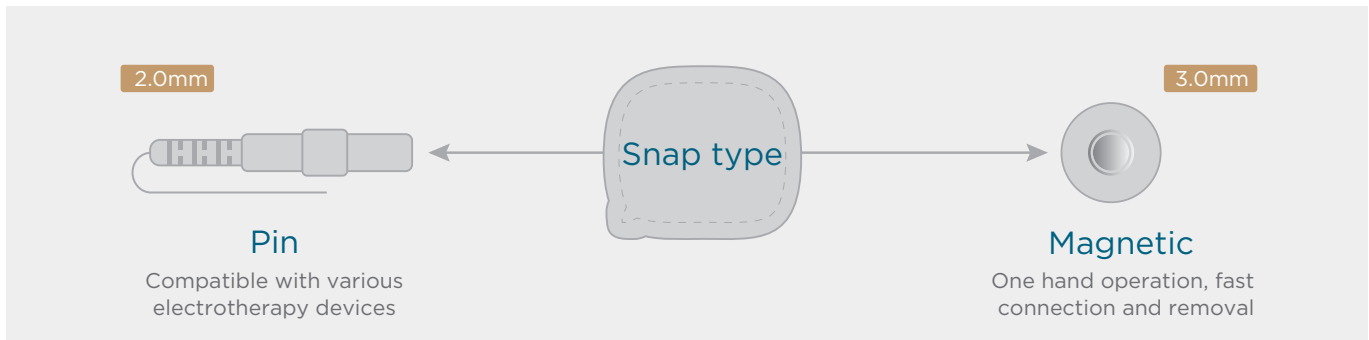 2.0mm
3.0mm
Snap type
Pin
Compatible with various
electrotherapy devices
Magnetic
One hand operation, fast
connection and removal